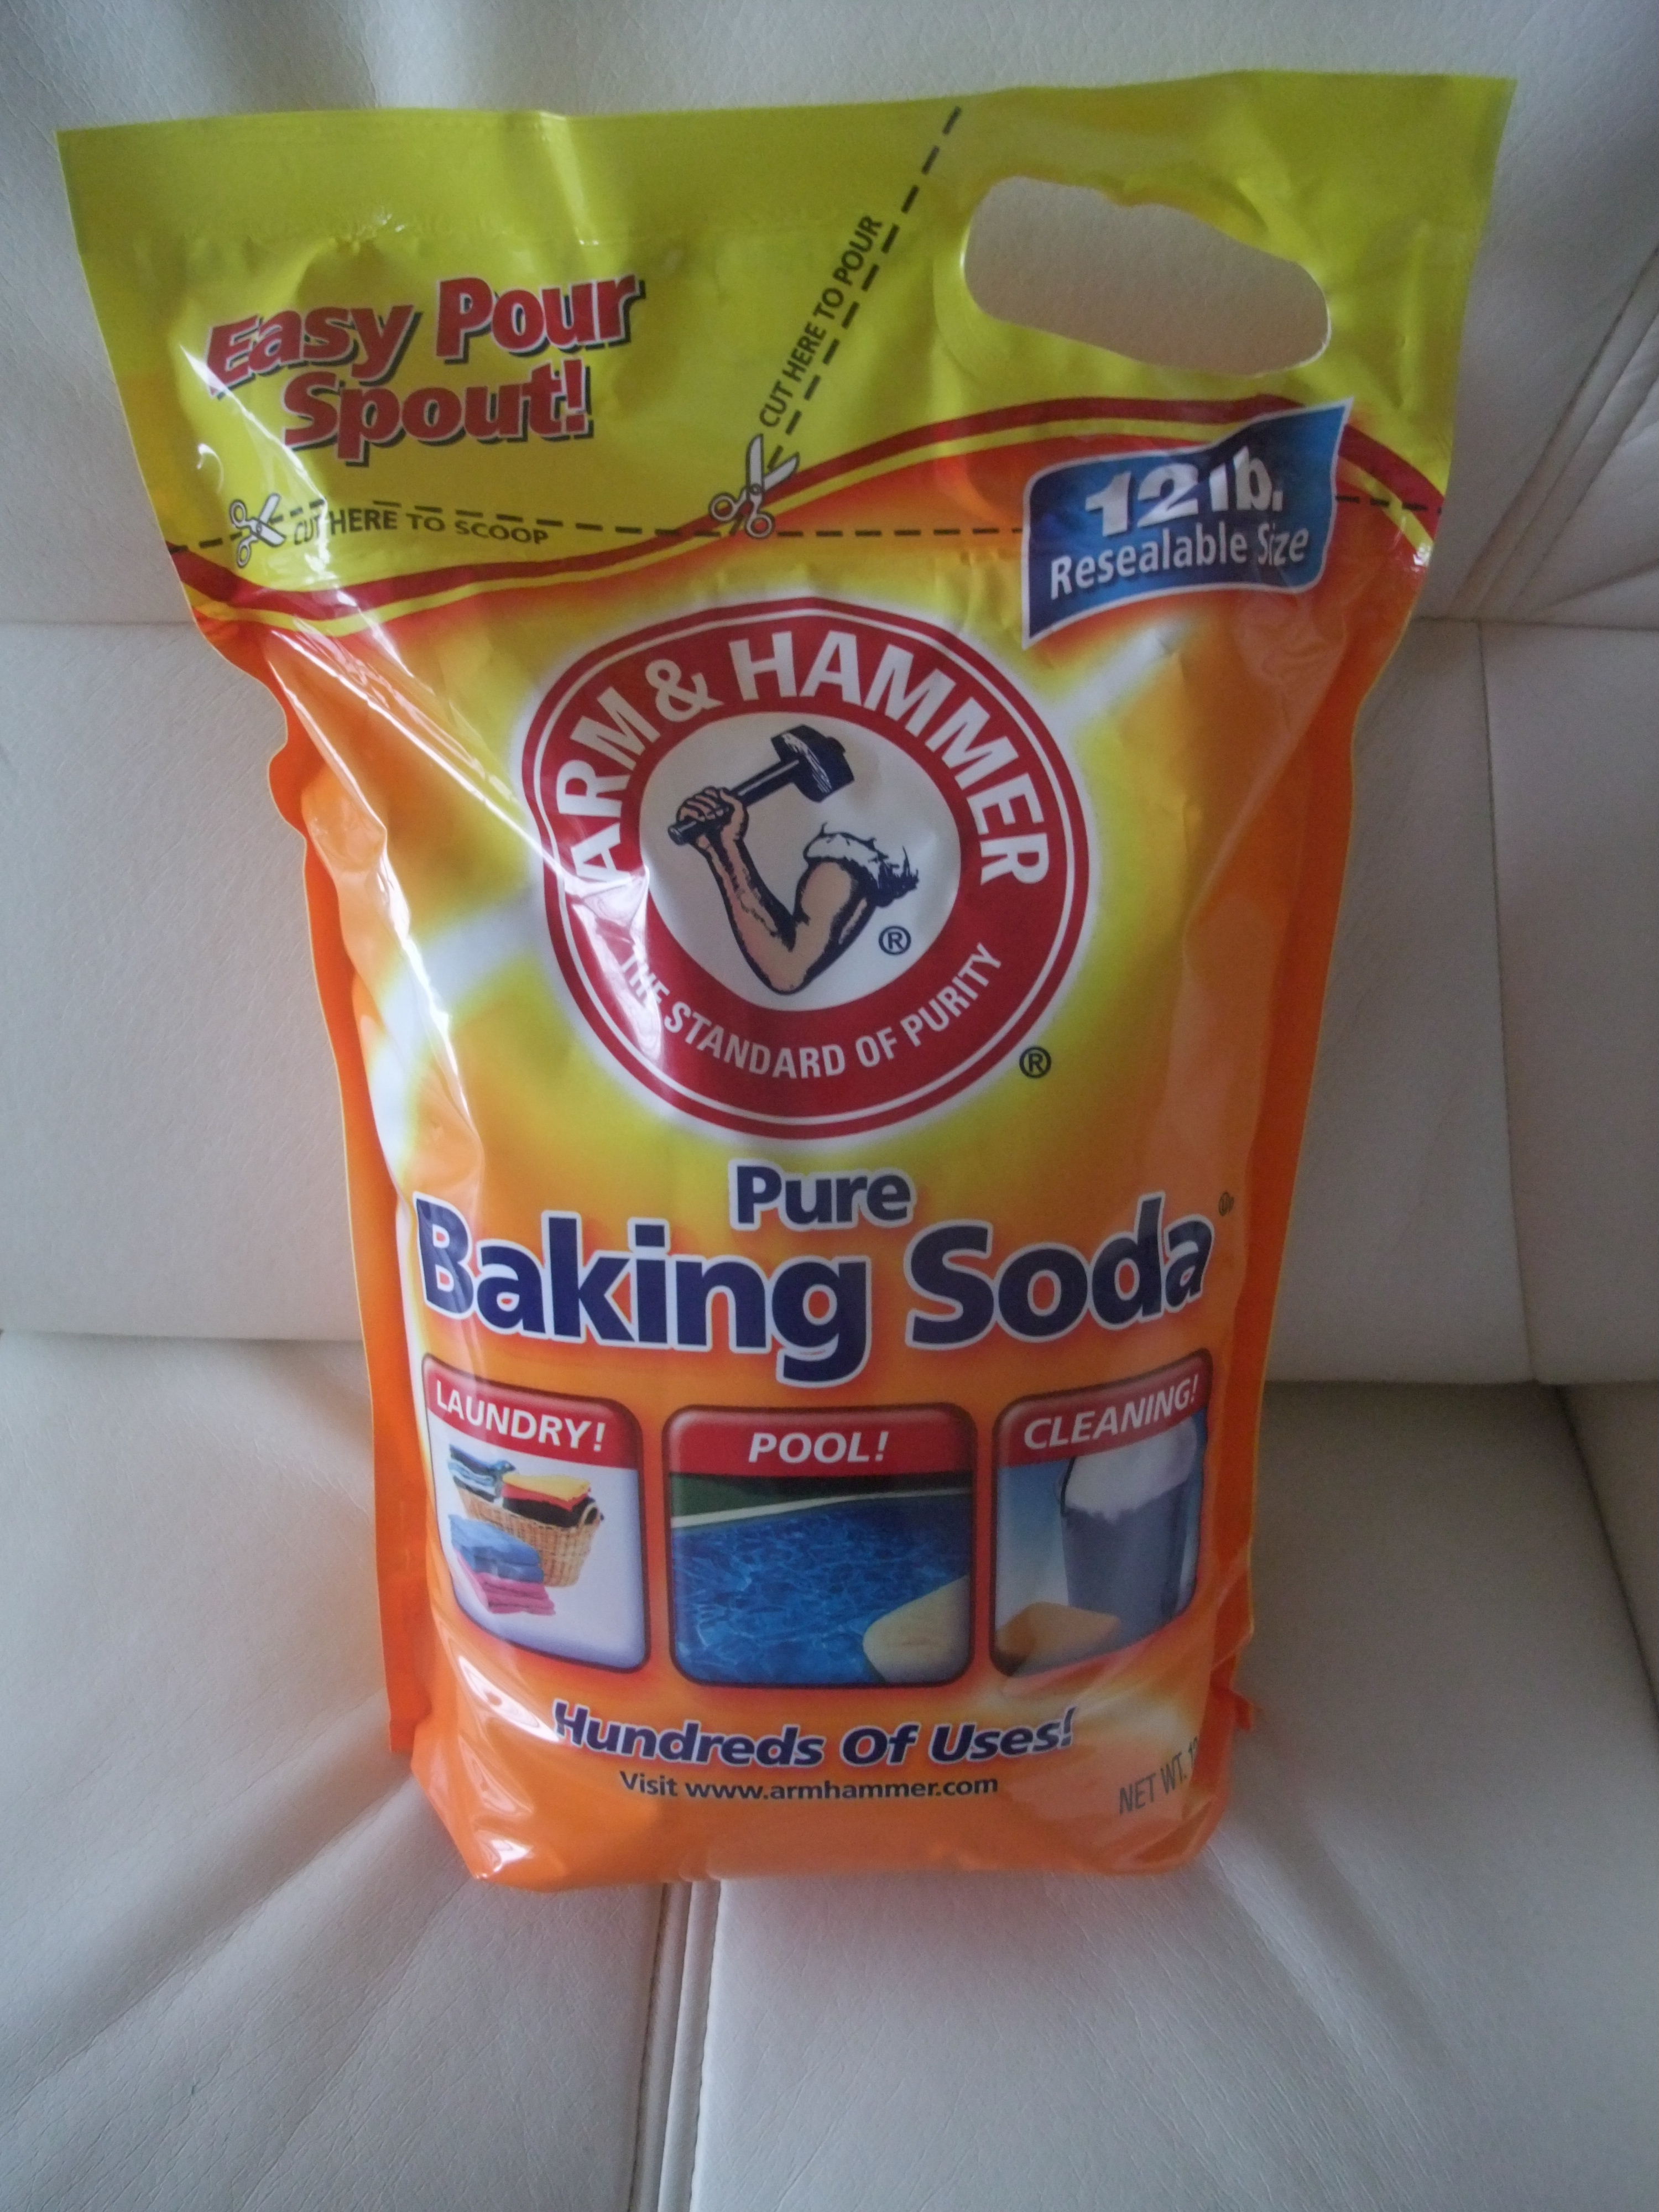 Easy Pour
Spout!
CUT HERE TO POUR
CUT HERE TO SCOOP
12 lb.
Resealable Size
ARM & HAMMER
®
THE STANDARD OF PURITY
®
Pure
Baking Soda
LAUNDRY!
POOL!
CLEANING!
Hundreds Of Uses!
Visit www.armhammer.com
NET WT.